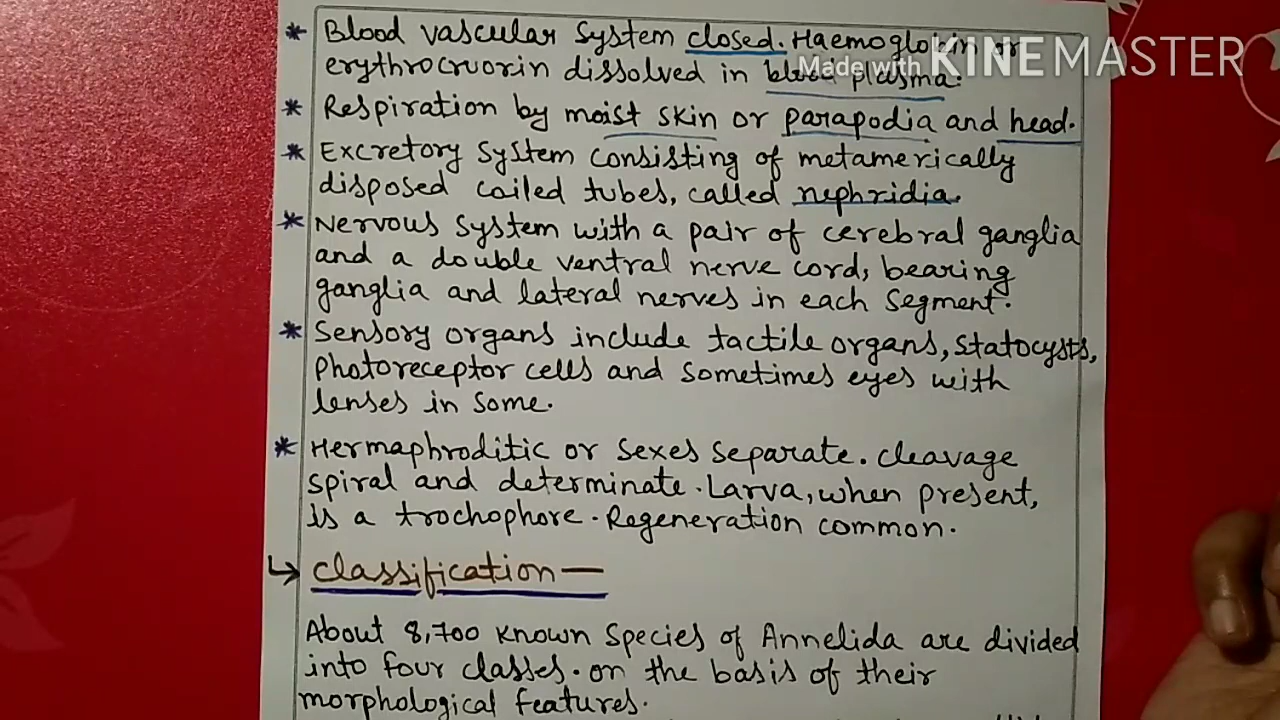 * Blood vascular System closed. Haemoglobin or
erythrocruorin dissolved in blood plasma.
Made with KINEMASTER
* Respiration by moist skin or parapodia and head.
* Excretory System consisting of metamerically
disposed coiled tubes, called nephridia.
* Nervous System with a pair of cerebral ganglia
and a double ventral nerve cord, bearing
ganglia and lateral nerves in each segment.
* Sensory organs include tactile organs, statocysts,
Photoreceptor cells and sometimes eyes with
lenses in some.
* Hermaphroditic or Sexes Separate. cleavage
spiral and determinate. Larva, when present,
is a trochophore. Regeneration common.
↳ classification —
About 8,700 known Species of Annelida are divided
into four classes. on the basis of their
morphological features.